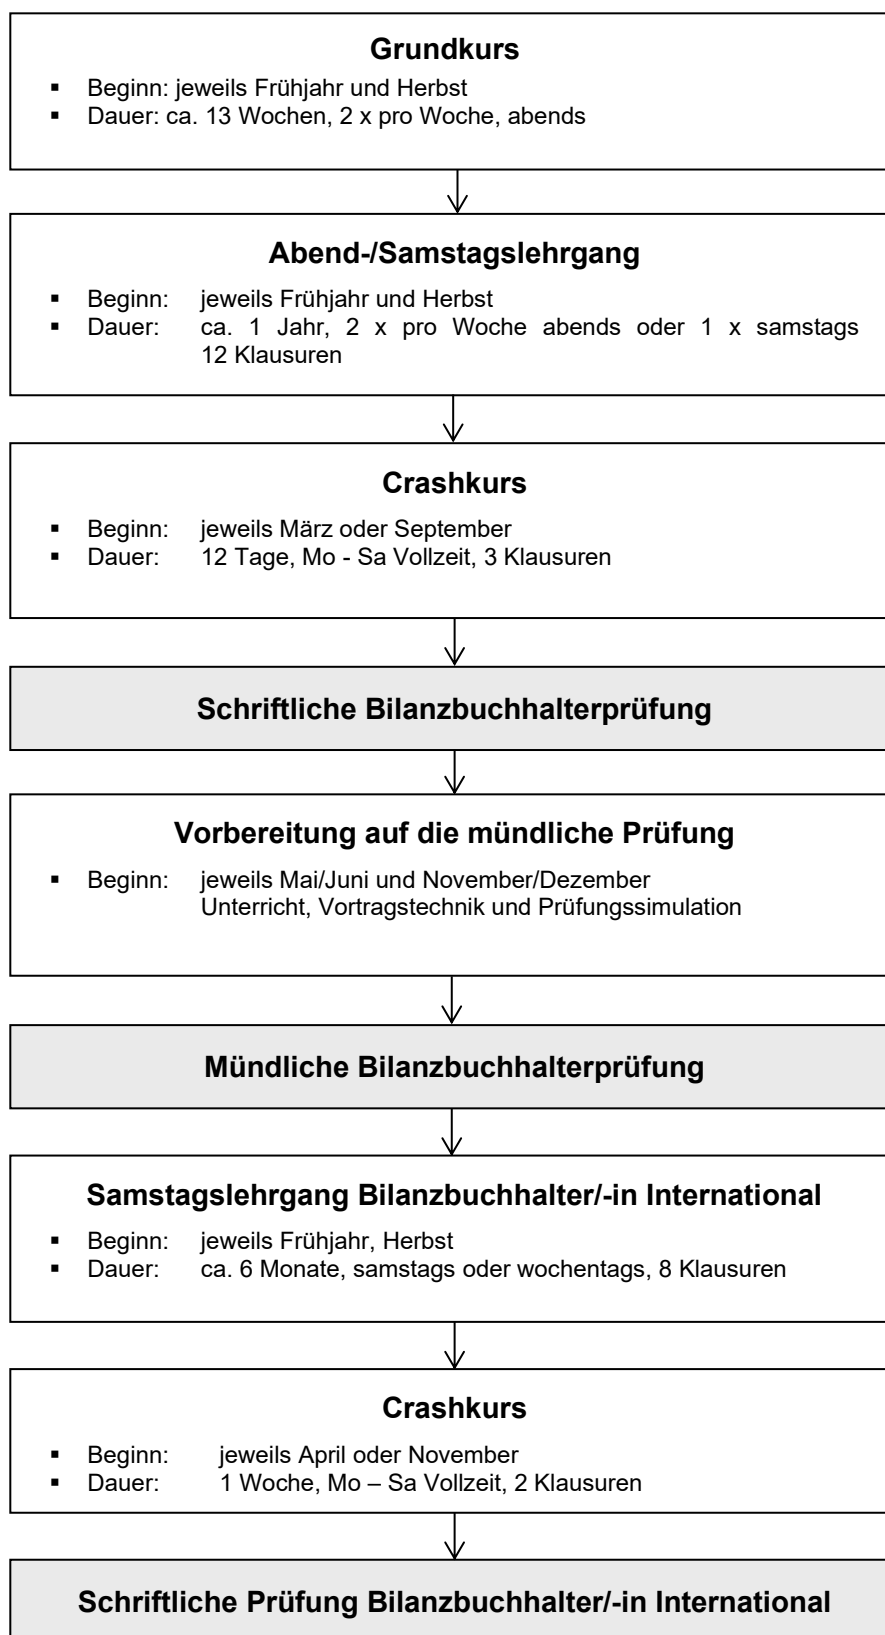 Grundkurs
▪ Beginn: jeweils Frühjahr und Herbst
▪ Dauer: ca. 13 Wochen, 2 x pro Woche, abends
Abend-/Samstagslehrgang
▪ Beginn: jeweils Frühjahr und Herbst
▪ Dauer: ca. 1 Jahr, 2 x pro Woche abends oder 1 x samstags
12 Klausuren
Crashkurs
▪ Beginn: jeweils März oder September
▪ Dauer: 12 Tage, Mo - Sa Vollzeit, 3 Klausuren
Schriftliche Bilanzbuchhalterprüfung
Vorbereitung auf die mündliche Prüfung
▪ Beginn: jeweils Mai/Juni und November/Dezember
Unterricht, Vortragstechnik und Prüfungssimulation
Mündliche Bilanzbuchhalterprüfung
Samstagslehrgang Bilanzbuchhalter/-in International
▪ Beginn: jeweils Frühjahr, Herbst
▪ Dauer: ca. 6 Monate, samstags oder wochentags, 8 Klausuren
Crashkurs
▪ Beginn: jeweils April oder November
▪ Dauer: 1 Woche, Mo – Sa Vollzeit, 2 Klausuren
Schriftliche Prüfung Bilanzbuchhalter/-in International